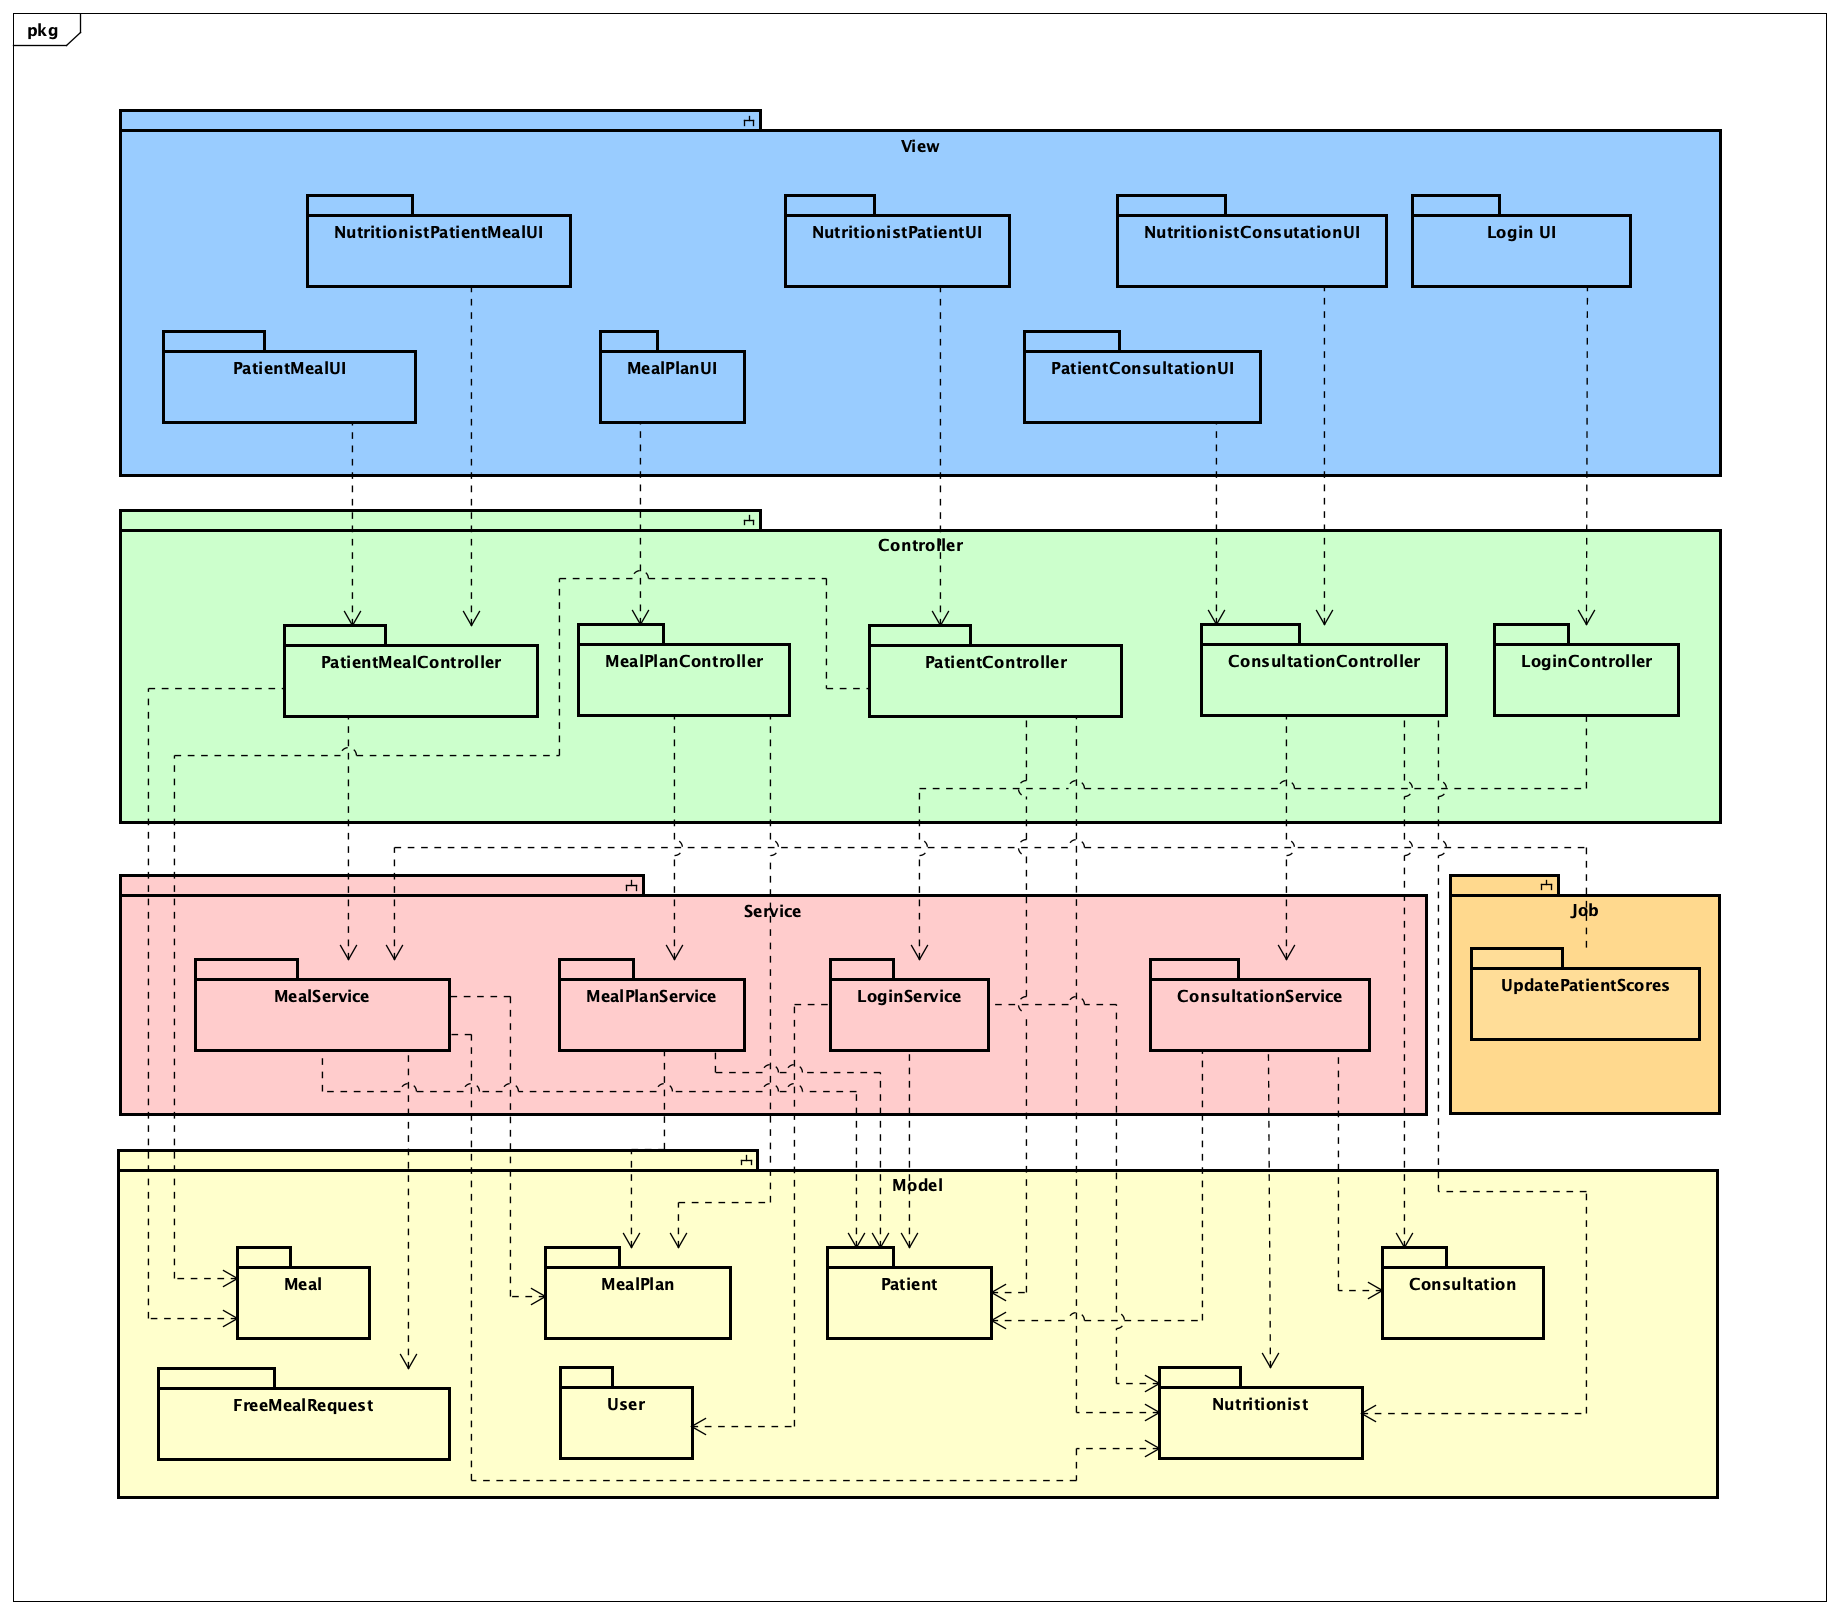 pkg
View
NutritionistPatientMealUI
NutritionistPatientUI
NutritionistConsutationUI
Login UI
PatientMealUI
MealPlanUI
PatientConsultationUI
Controller
PatientMealController
MealPlanController
PatientController
ConsultationController
LoginController
Service
Job
MealService
MealPlanService
LoginService
ConsultationService
UpdatePatientScores
Model
Meal
MealPlan
Patient
Consultation
FreeMealRequest
User
Nutritionist